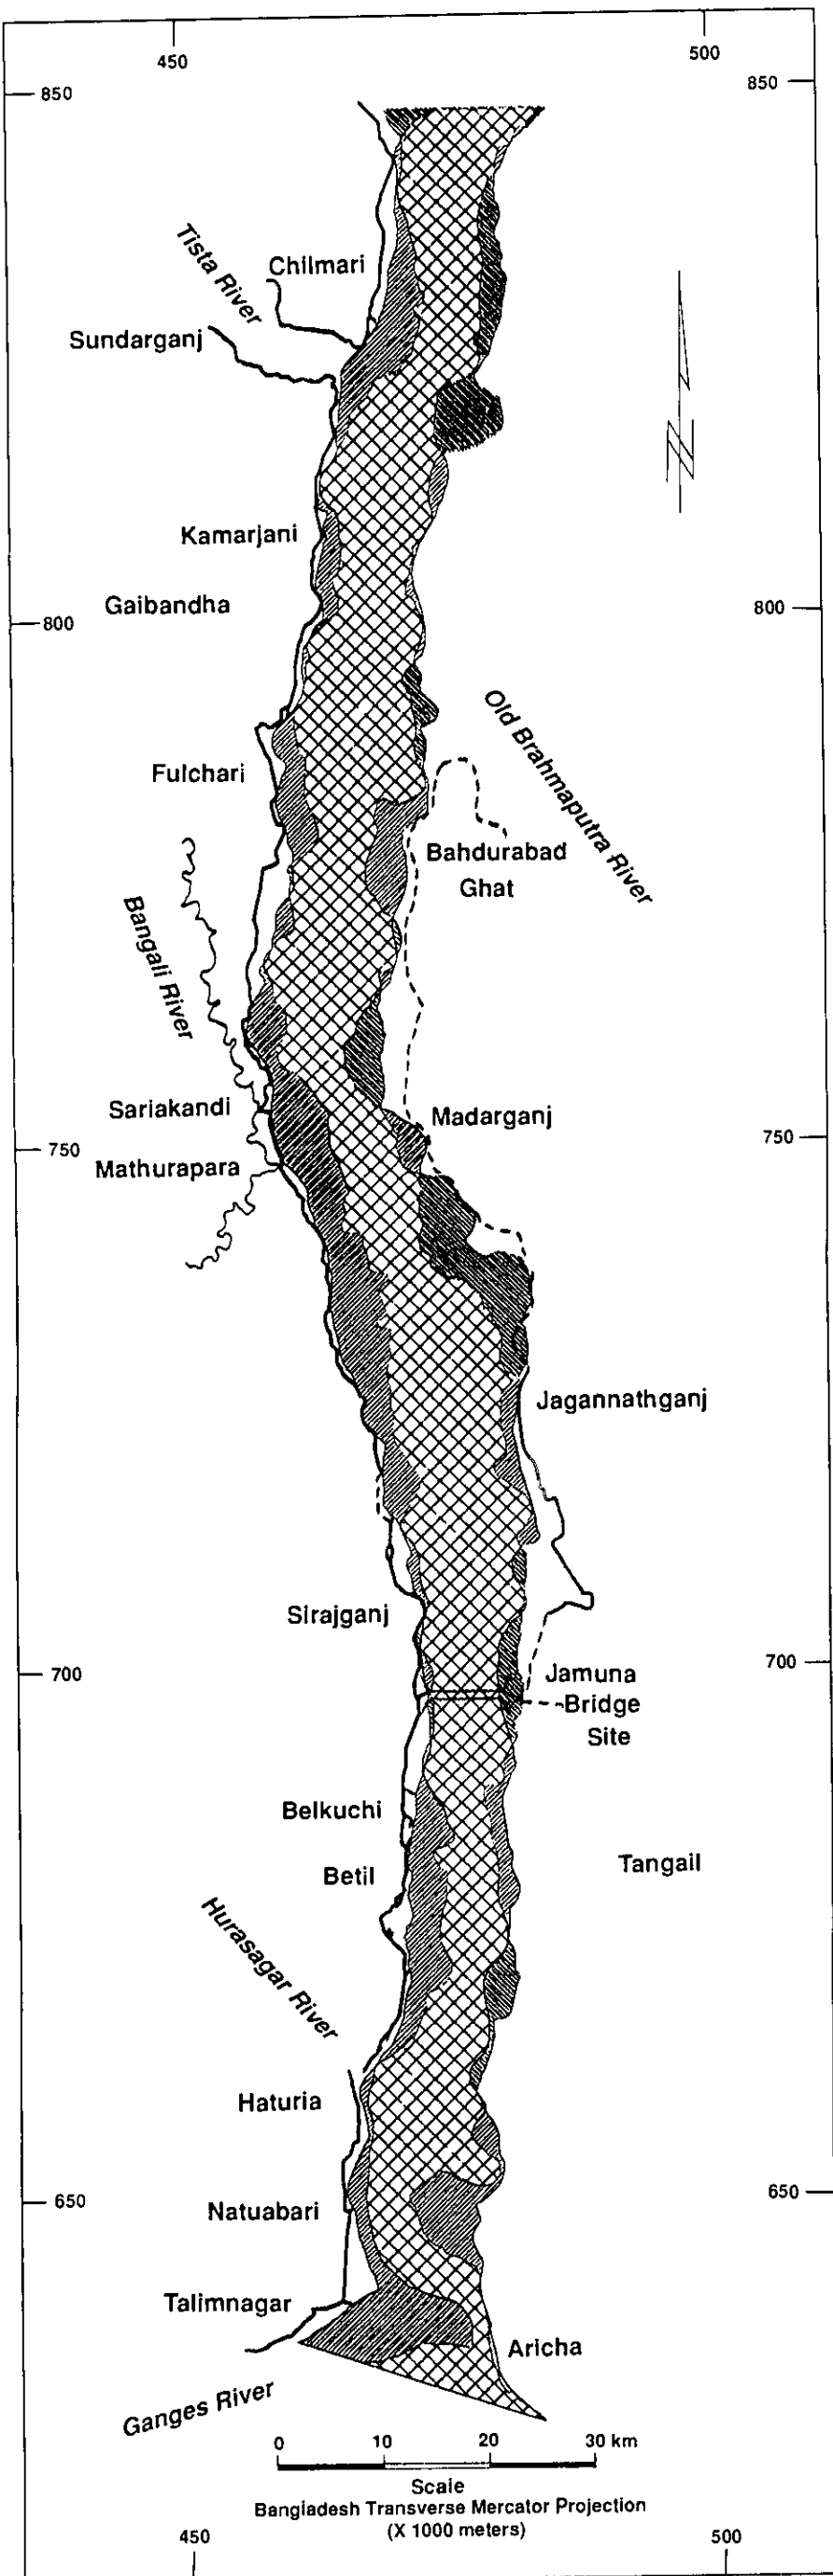 450
500
850
850
Tista River
Chilmari
Sundarganj
Kamarjani
Gaibandha
800
800
Old Brahmaputra River
Fulchari
Bahdurabad
Ghat
Bangali River
Sariakandi
Madarganj
750
750
Mathurapara
Jagannathganj
Sirajganj
700
700
Jamuna
Bridge
Site
Belkuchi
Tangail
Betil
Hurasagar River
Haturia
650
650
Natuabari
Talimnagar
Aricha
Ganges River
0 10 20 30 km
Scale
Bangladesh Transverse Mercator Projection
(X 1000 meters)
450
500
N